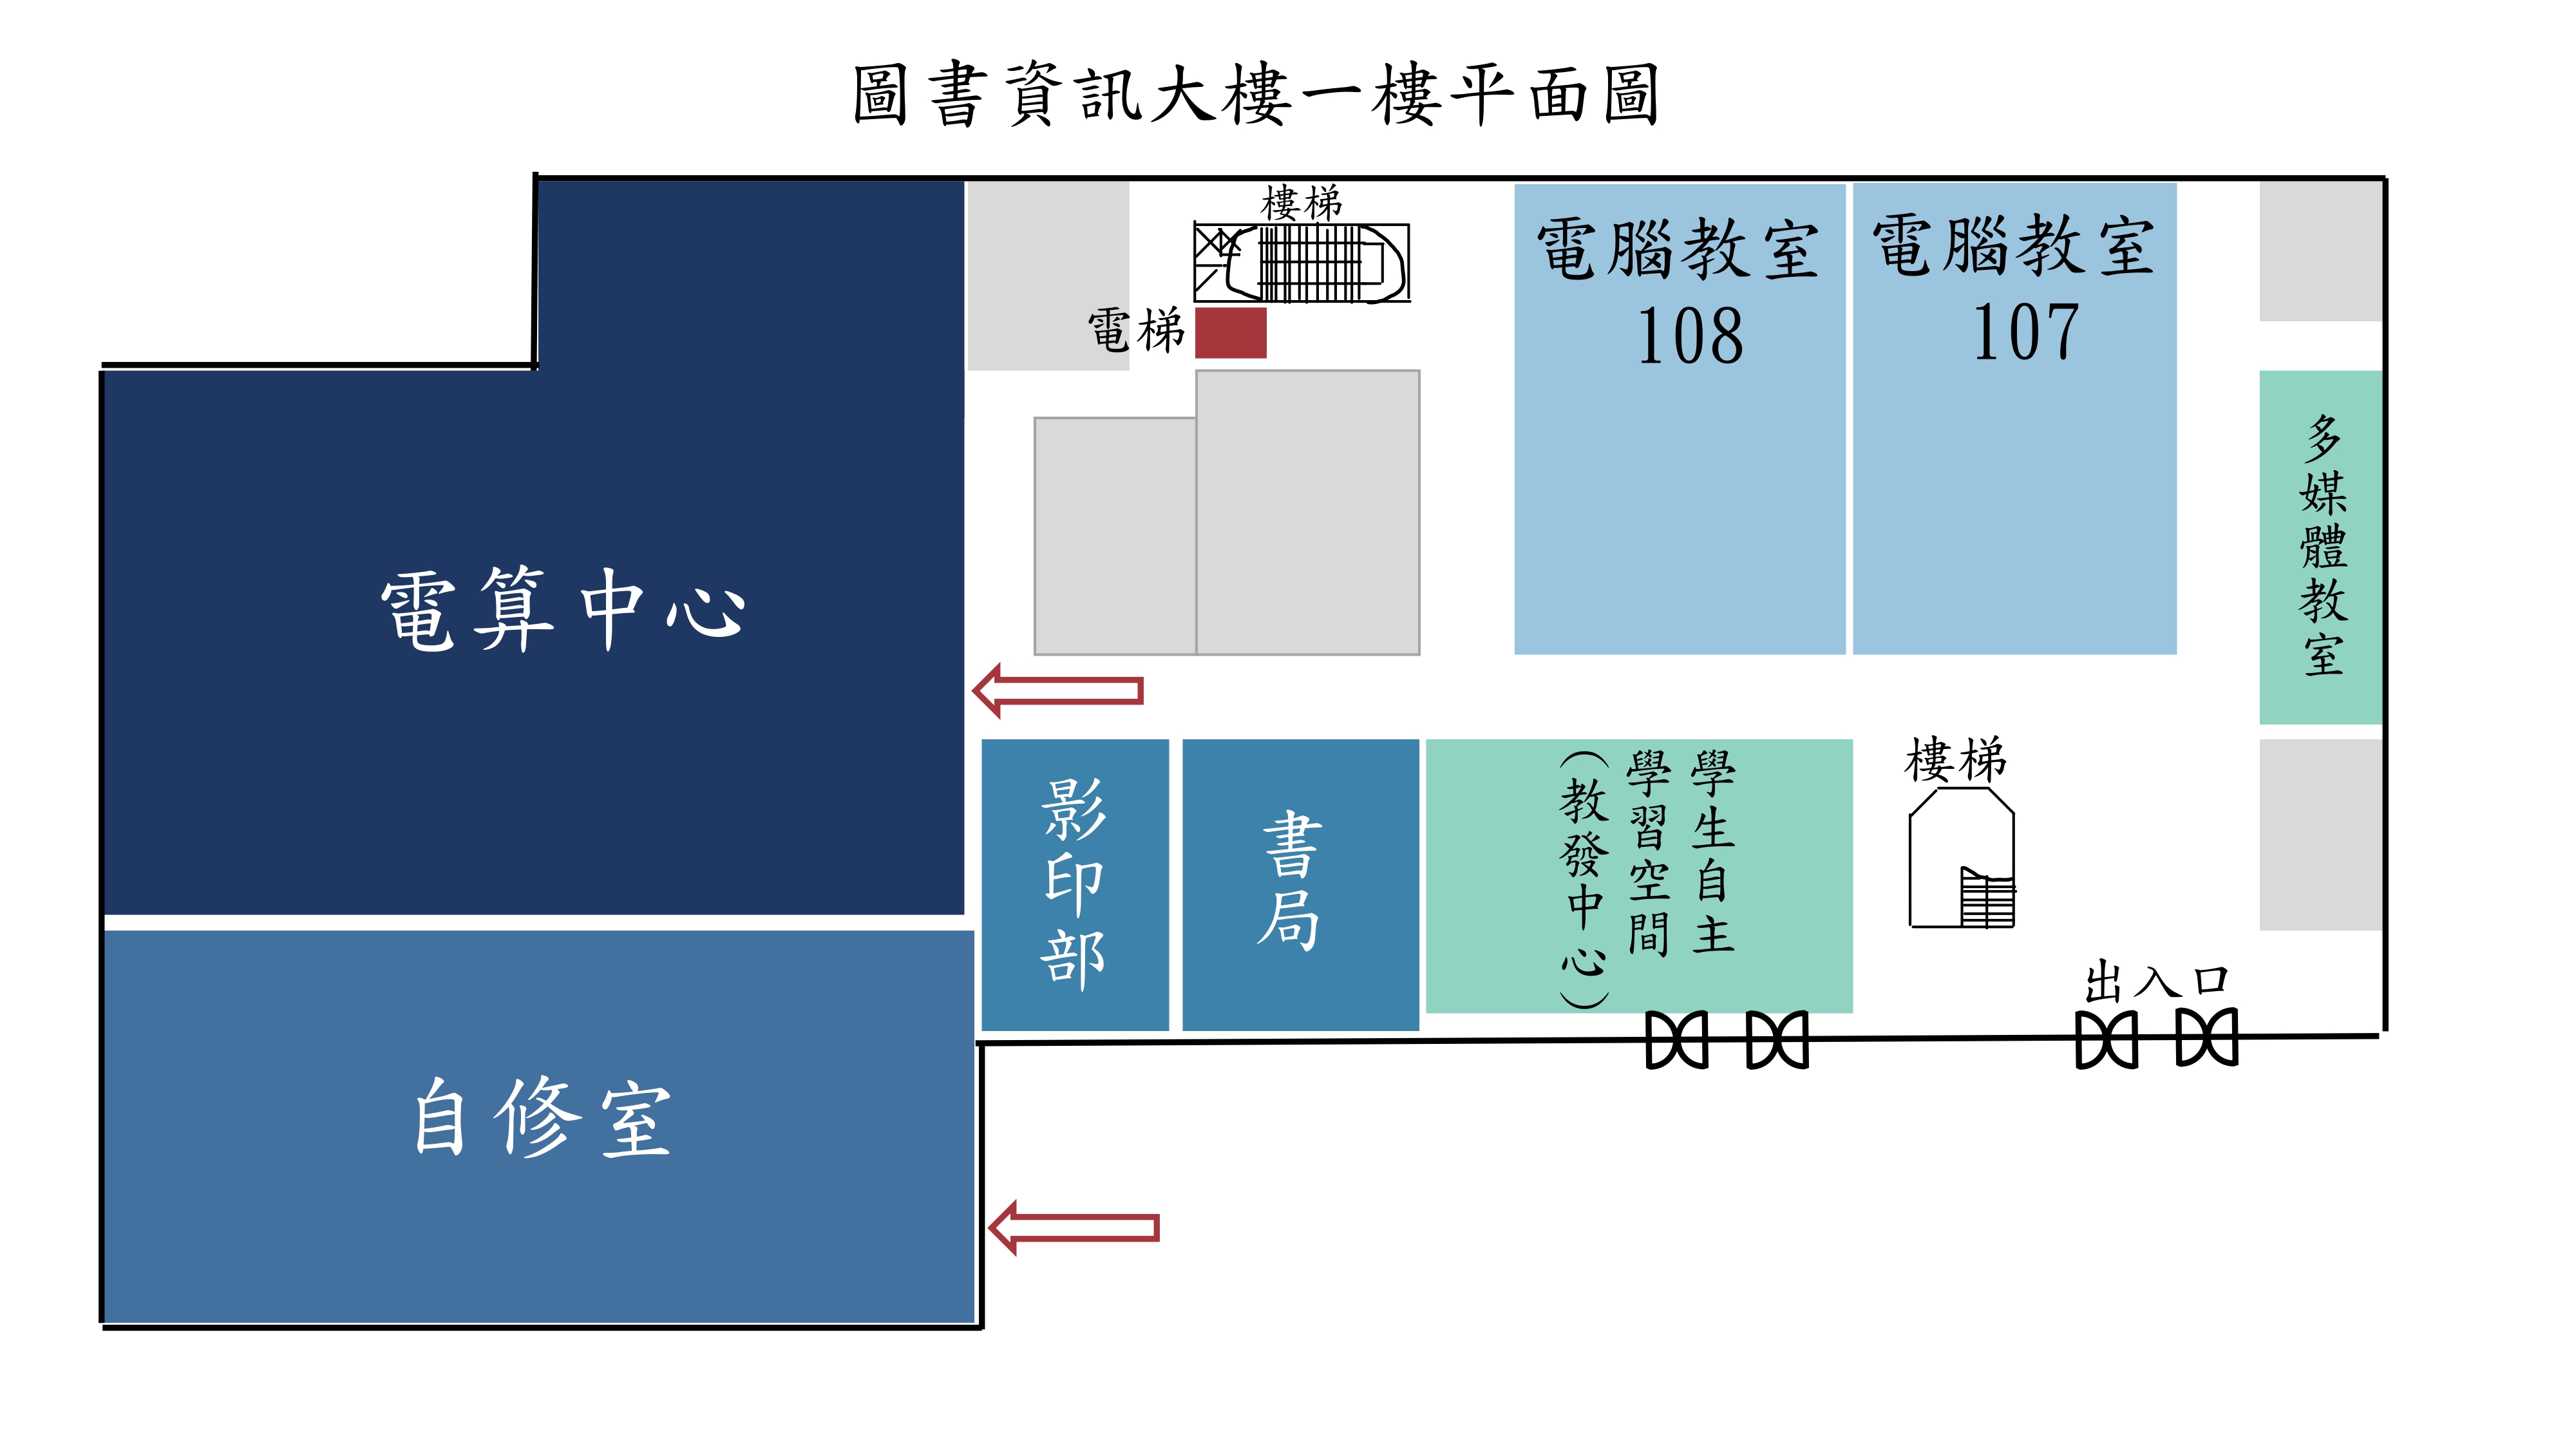 圖書資訊大樓一樓平面圖
樓梯
電梯
電腦教室
108
電腦教室
107
多媒體教室
電算中心
影印部
書局
學生自主
學習空間
（教發中心）
樓梯
出入口
自修室